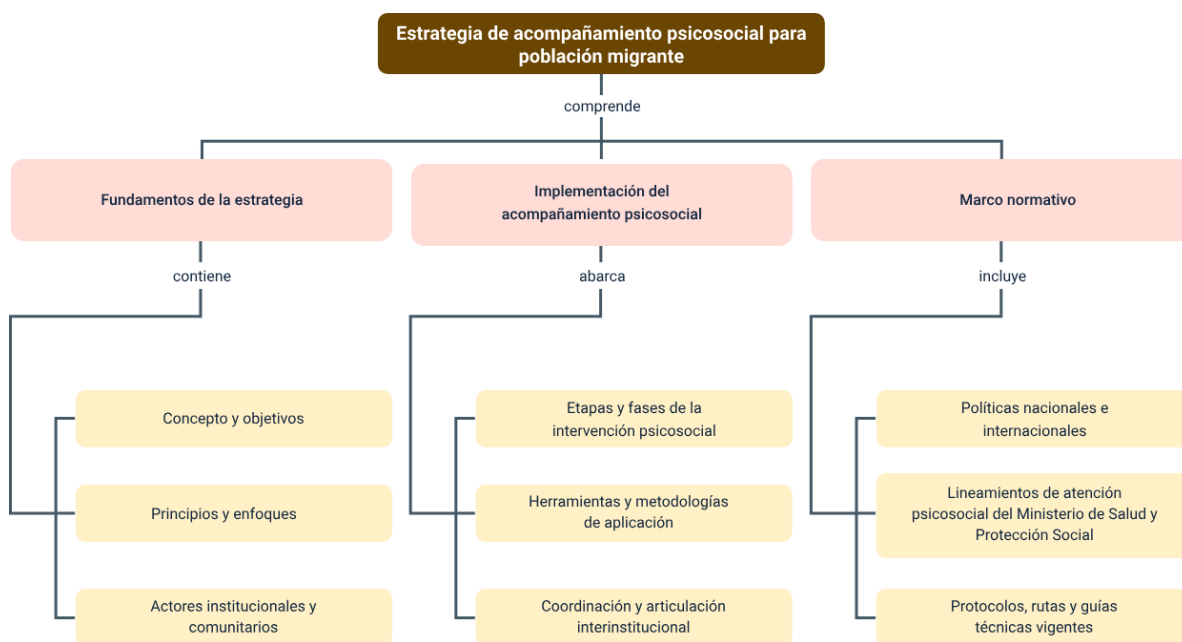 Estrategia de acompañamiento psicosocial para
población migrante
comprende
Fundamentos de la estrategia
Implementación del
acompañamiento psicosocial
Marco normativo
contiene
abarca
incluye
Concepto y objetivos
Principios y enfoques
Actores institucionales y
comunitarios
Etapas y fases de la
intervención psicosocial
Herramientas y metodologías
de aplicación
Coordinación y articulación
interinstitucional
Políticas nacionales e
internacionales
Lineamientos de atención
psicosocial del Ministerio de Salud y
Protección Social
Protocolos, rutas y guías
técnicas vigentes